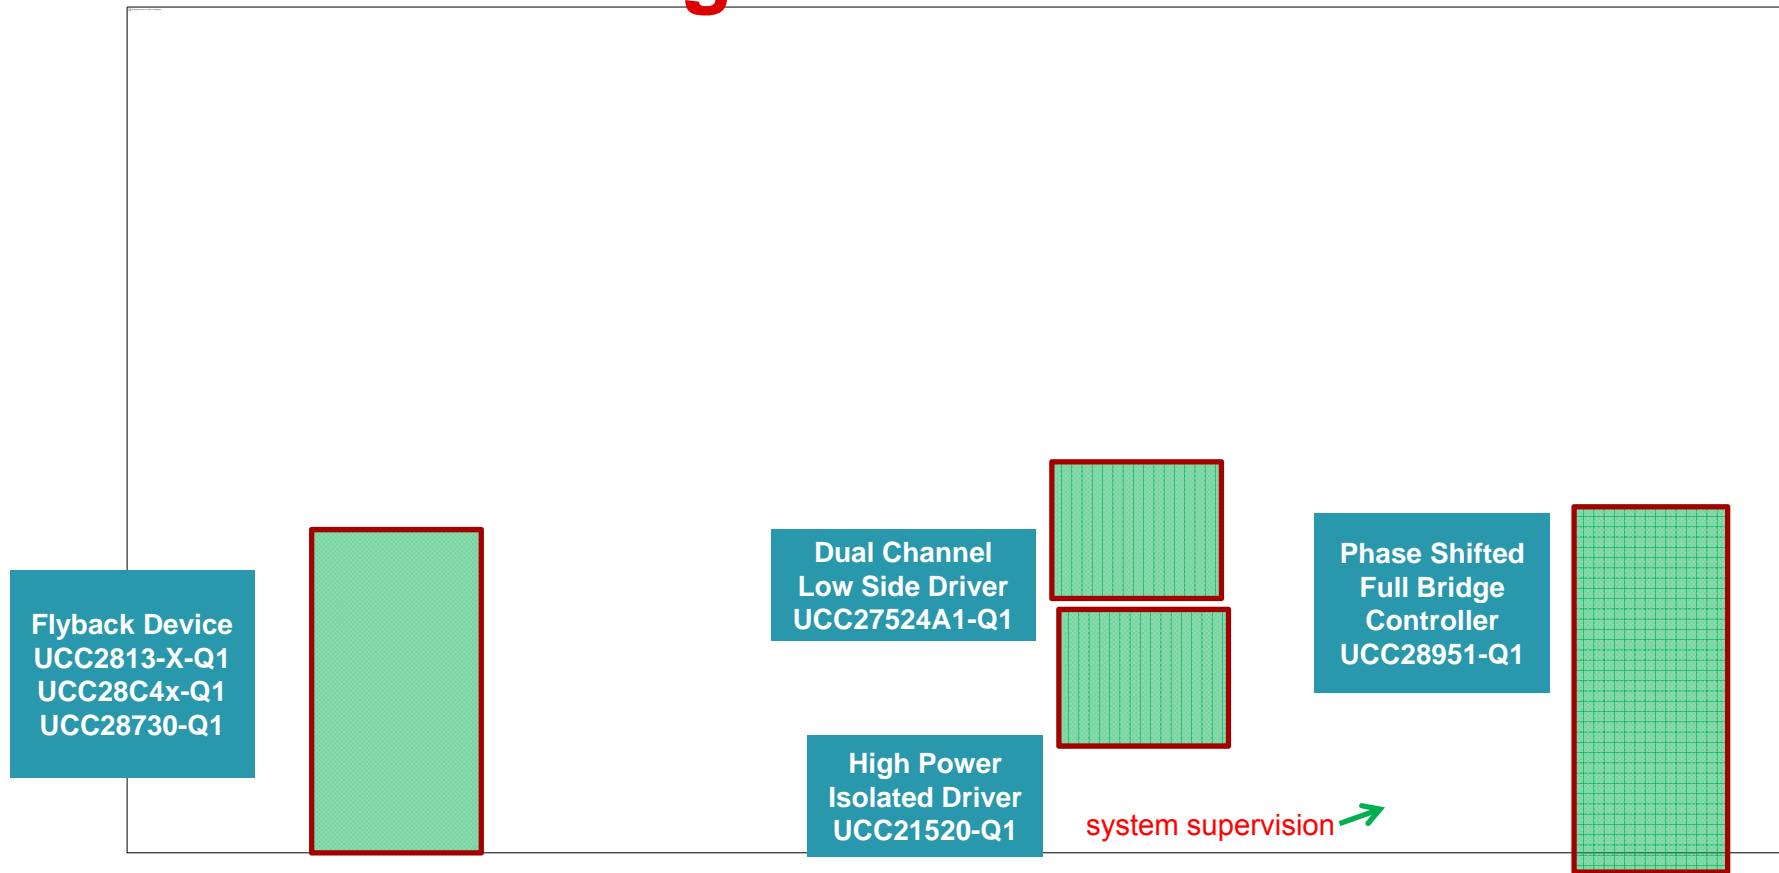 g
Flyback Device
UCC2813-X-Q1
UCC28C4x-Q1
UCC28730-Q1
Dual Channel
Low Side Driver
UCC27524A1-Q1
High Power
Isolated Driver
UCC21520-Q1
Phase Shifted
Full Bridge
Controller
UCC28951-Q1
system supervision